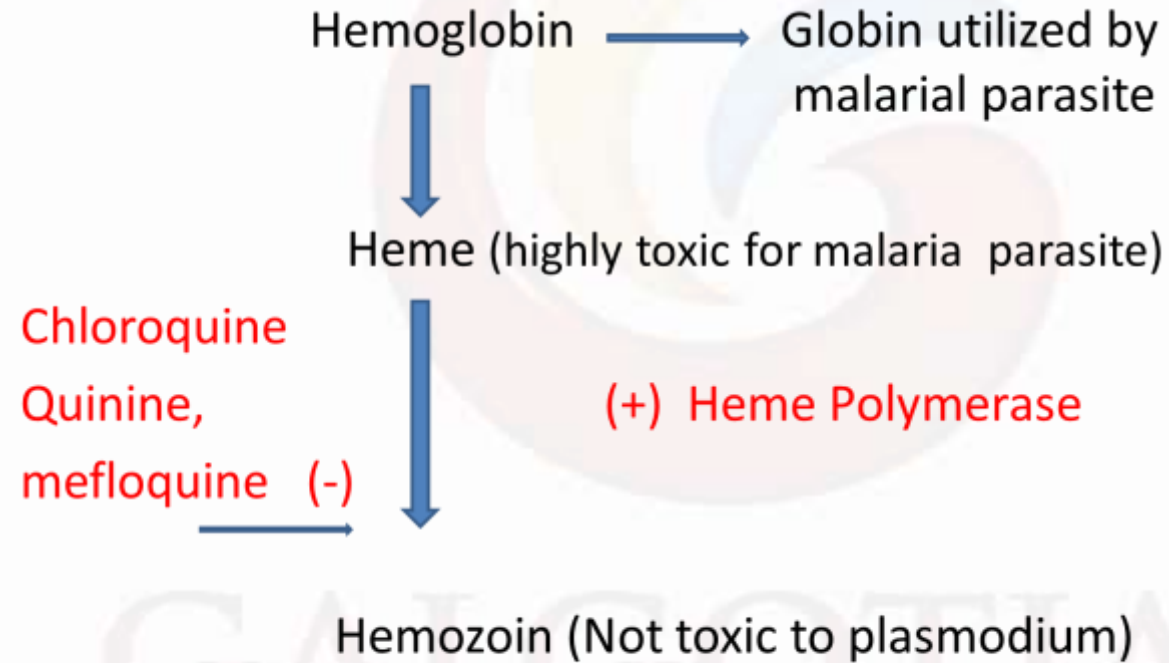 Hemoglobin Globin utilized by
malarial parasite
Heme (highly toxic for malaria parasite)
Chloroquine
Quinine, (+) Heme Polymerase
mefloquine (-)
Hemozoin (Not toxic to plasmodium)